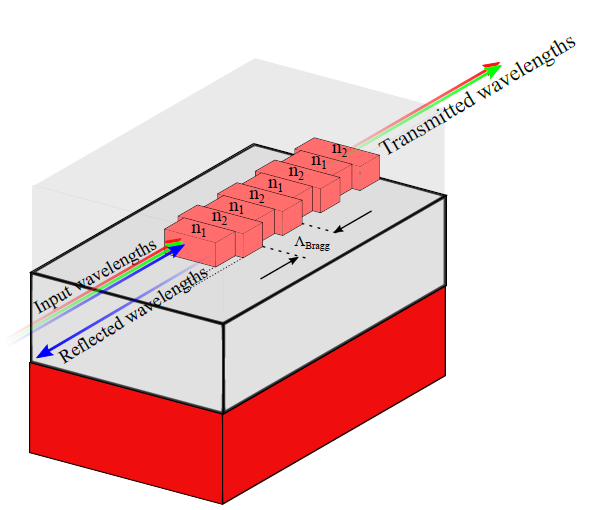 Transmitted wavelengths
n2
n1
n2
n1
n2
n1
n2
n1
ΛBragg
Input wavelengths
Reflected wavelengths